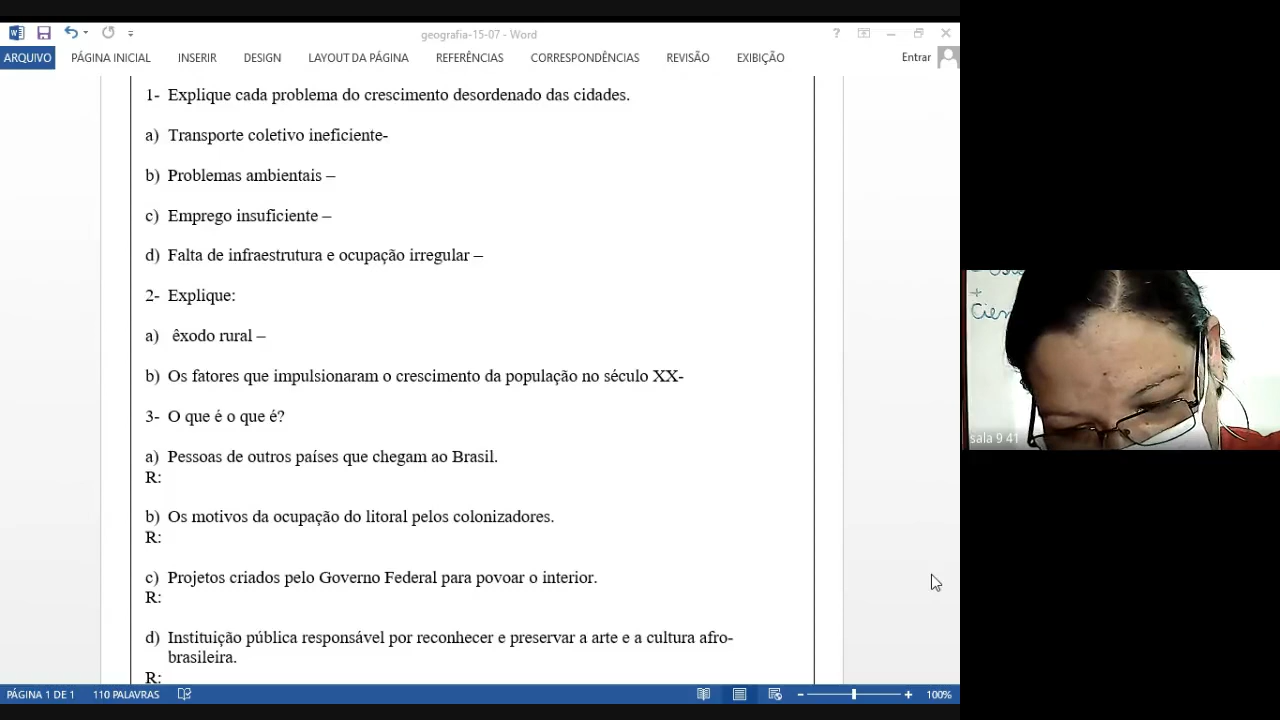 geografia-15-07 - Word
ARQUIVO PÁGINA INICIAL INSERIR DESIGN LAYOUT DA PÁGINA REFERÊNCIAS CORRESPONDÊNCIAS REVISÃO EXIBIÇÃO Entrar
1- Explique cada problema do crescimento desordenado das cidades.
a) Transporte coletivo ineficiente-
b) Problemas ambientais –
c) Emprego insuficiente –
d) Falta de infraestrutura e ocupação irregular –
2- Explique:
a) êxodo rural –
b) Os fatores que impulsionaram o crescimento da população no século XX-
3- O que é o que é?
a) Pessoas de outros países que chegam ao Brasil.
R:
b) Os motivos da ocupação do litoral pelos colonizadores.
R:
c) Projetos criados pelo Governo Federal para povoar o interior.
R:
d) Instituição pública responsável por reconhecer e preservar a arte e a cultura afro-
brasileira.
R:
PÁGINA 1 DE 1 110 PALAVRAS 100%
sala 9 41